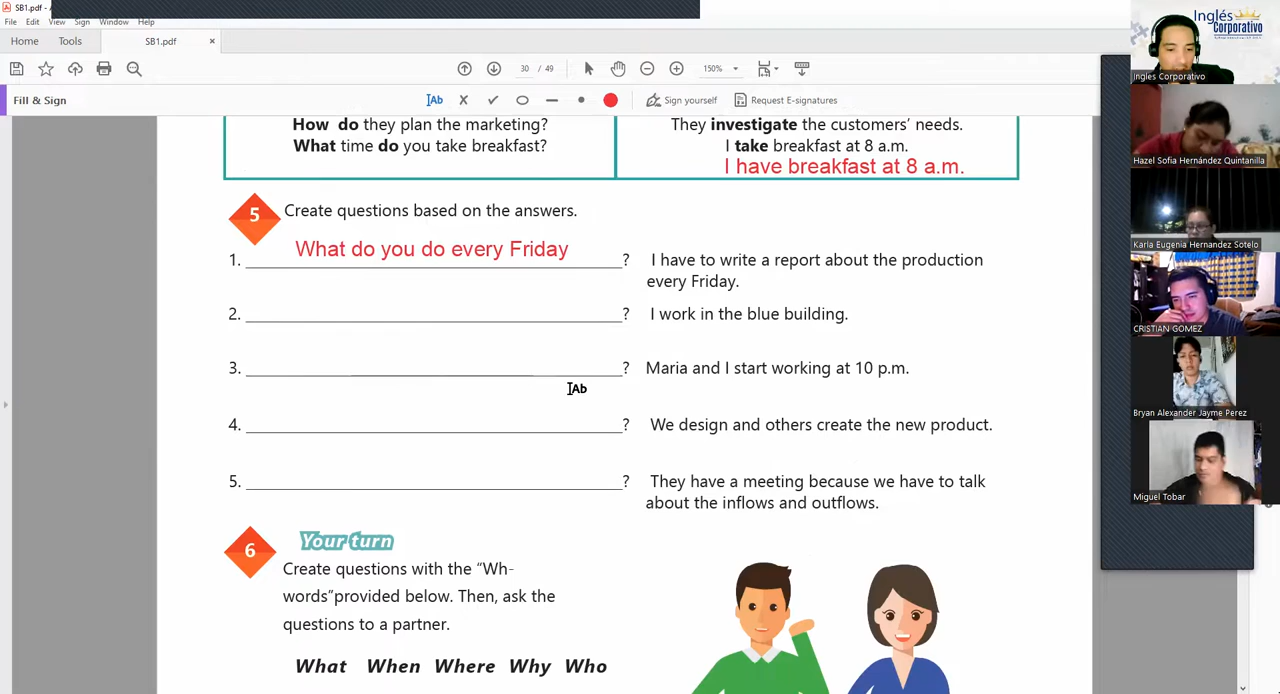 SB1.pdf - A
File Edit View Sign Window Help
Home Tools SB1.pdf ×
30 / 49 150%
Fill & Sign Ab Sign yourself Request E-signatures
How do they plan the marketing? They investigate the customers' needs.
What time do you take breakfast? I take breakfast at 8 a.m.
I have breakfast at 8 a.m.
5 Create questions based on the answers.
What do you do every Friday
1. ? I have to write a report about the production
every Friday.
2. ? I work in the blue building.
3. ? Maria and I start working at 10 p.m.
Ab
4. ? We design and others create the new product.
5. ? They have a meeting because we have to talk
about the inflows and outflows.
6 Your turn
Create questions with the “Wh-
words”provided below. Then, ask the
questions to a partner.
What When Where Why Who
Inglés
Corporativo
Ingles Corporativo
Hazel Sofia Hernández Quintanilla
Karla Eugenia Hernandez Sotelo
CRISTIAN GOMEZ
Bryan Alexander Jayme Perez
Miguel Tobar